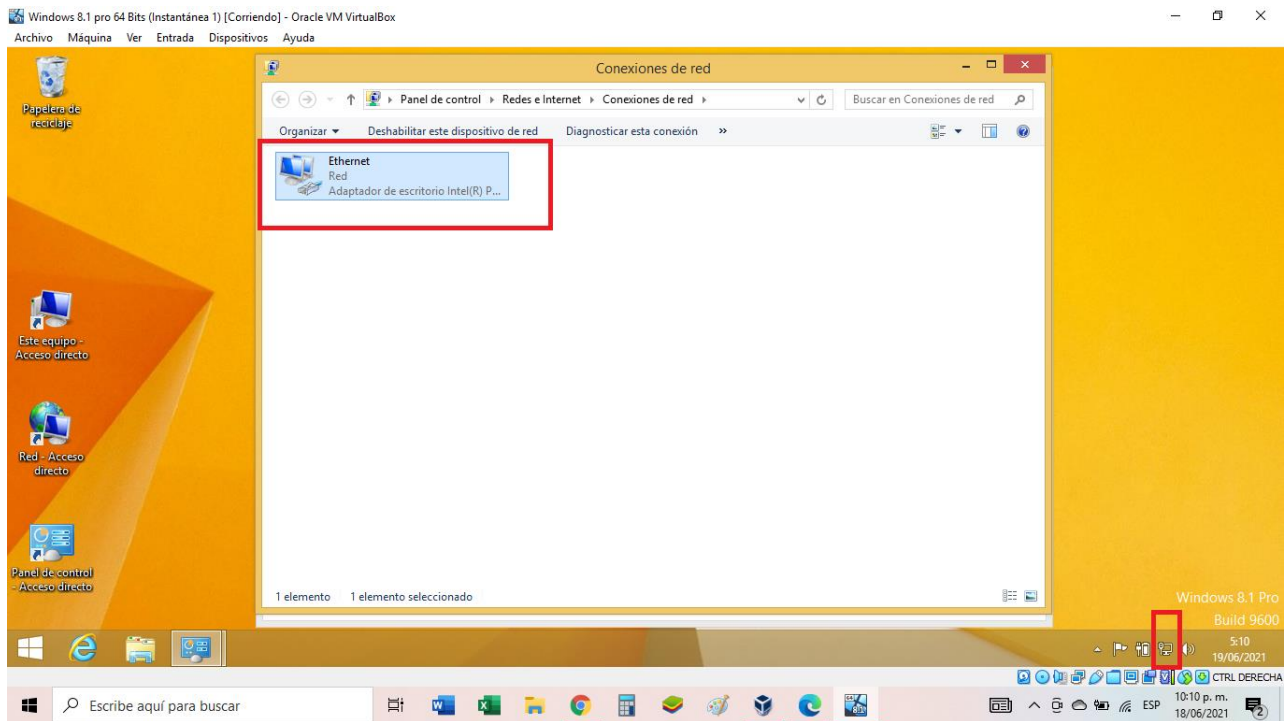 Windows 8.1 pro 64 Bits (Instantánea 1) [Corriendo] - Oracle VM VirtualBox
Archivo Máquina Ver Entrada Dispositivos Ayuda
Papelera de
reciclaje
Este equipo -
Acceso directo
Red - Acceso
directo
Panel de control
- Acceso directo
Conexiones de red
Panel de control Redes e Internet Conexiones de red
Buscar en Conexiones de red
Organizar Deshabilitar este dispositivo de red Diagnosticar esta conexión »
Ethernet
Red
Adaptador de escritorio Intel(R) P...
1 elemento 1 elemento seleccionado
Windows 8.1 Pro
Build 9600
5:10
19/06/2021
CTRL DERECHA
Escribe aquí para buscar
ESP
10:10 p. m.
18/06/2021
2